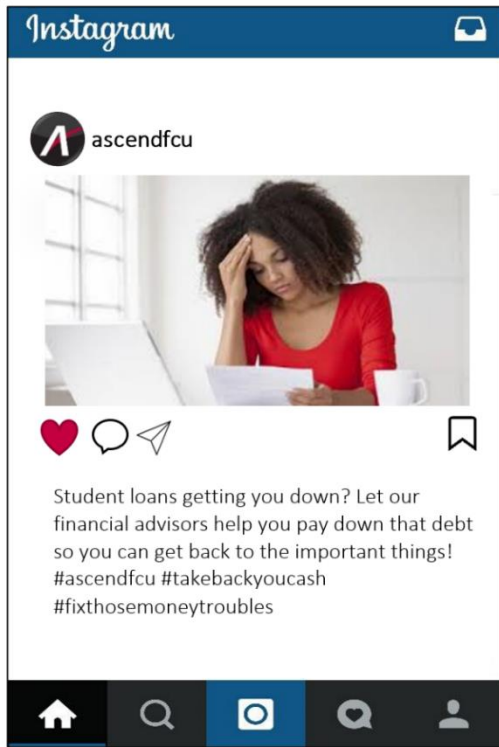 Instagram
ascendfcu
Student loans getting you down? Let our
financial advisors help you pay down that debt
so you can get back to the important things!
#ascendfcu #takebackyoucash
#fixthosemoneytroubles